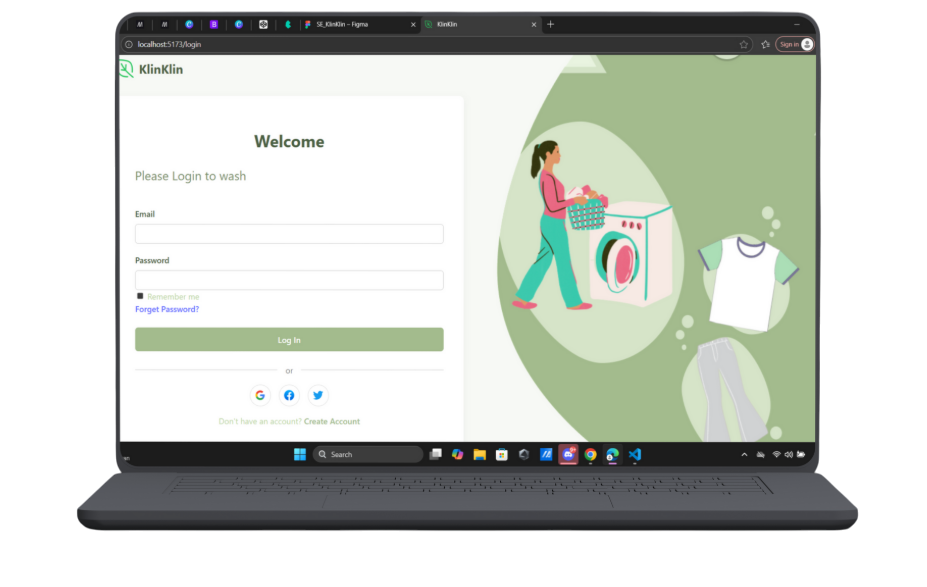 SE_KlinKlin – Figma
KlinKlin
localhost:5173/login
Sign in
KlinKlin
Welcome
Please Login to wash
Email
Password
Remember me
Forget Password?
Log In
or
Don't have an account? Create Account
Search